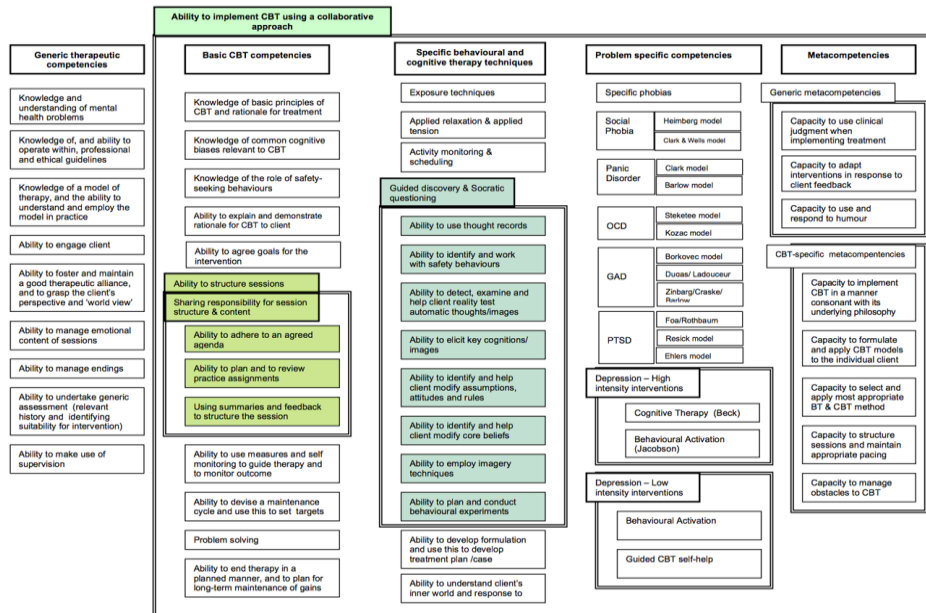 Ability to implement CBT using a collaborative
approach
Generic therapeutic
competencies
Knowledge and
understanding of mental
health problems
Knowledge of, and ability to
operate within, professional
and ethical guidelines
Knowledge of a model of
therapy, and the ability to
understand and employ the
model in practice
Ability to engage client
Ability to foster and maintain
a good therapeutic alliance,
and to grasp the client's
perspective and 'world view'
Ability to manage emotional
content of sessions
Ability to manage endings
Ability to undertake generic
assessment (relevant
history and identifying
suitability for intervention)
Ability to make use of
supervision
Basic CBT competencies
Knowledge of basic principles of
CBT and rationale for treatment
Knowledge of common cognitive
biases relevant to CBT
Knowledge of the role of safety-
seeking behaviours
Ability to explain and demonstrate
rationale for CBT to client
Ability to agree goals for the
intervention
Ability to structure sessions
Sharing responsibility for session
structure & content
Ability to adhere to an agreed
agenda
Ability to plan and to review
practice assignments
Using summaries and feedback
to structure the session
Ability to use measures and self
monitoring to guide therapy and
to monitor outcome
Ability to devise a maintenance
cycle and use this to set targets
Problem solving
Ability to end therapy in a
planned manner, and to plan for
long-term maintenance of gains
Specific behavioural and
cognitive therapy techniques
Exposure techniques
Applied relaxation & applied
tension
Activity monitoring &
scheduling
Guided discovery & Socratic
questioning
Ability to use thought records
Ability to identify and work
with safety behaviours
Ability to detect, examine and
help client reality test
automatic thoughts/images
Ability to elicit key cognitions/
images
Ability to identify and help
client modify assumptions,
attitudes and rules
Ability to identify and help
client modify core beliefs
Ability to employ imagery
techniques
Ability to plan and conduct
behavioural experiments
Ability to develop formulation
and use this to develop
treatment plan /case
Ability to understand client's
inner world and response to
Problem specific competencies
Specific phobias
Social
Phobia
Heimberg model
Clark & Wells model
Panic
Disorder
Clark model
Barlow model
OCD
Steketee model
Kozac model
GAD
Borkovec model
Dugas/ Ladouceur
Zinbarg/Craske/
Barlow
PTSD
Foa/Rothbaum
Resick model
Ehlers model
Depression – High
intensity interventions
Cognitive Therapy (Beck)
Behavioural Activation
(Jacobson)
Depression – Low
intensity interventions
Behavioural Activation
Guided CBT self-help
Metacompetencies
Generic metacompetencies
Capacity to use clinical
judgment when
implementing treatment
Capacity to adapt
interventions in response to
client feedback
Capacity to use and
respond to humour
CBT-specific metacompentencies
Capacity to implement
CBT in a manner
consonant with its
underlying philosophy
Capacity to formulate
and apply CBT models
to the individual client
Capacity to select and
apply most appropriate
BT & CBT method
Capacity to structure
sessions and maintain
appropriate pacing
Capacity to manage
obstacles to CBT